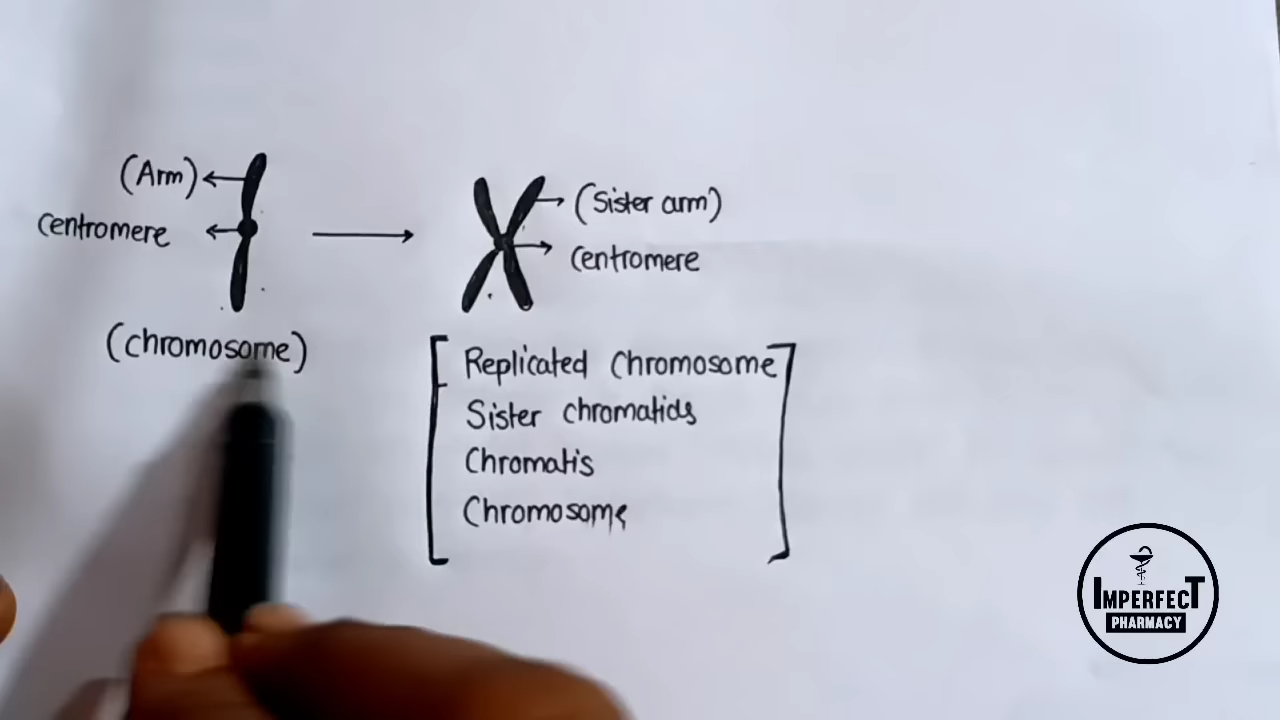 (Arm)
centromere
(chromosome)
(Sister arm)
centromere
Replicated Chromosome
Sister chromatids
Chromatis
Chromosome
IMPERFECT
PHARMACY